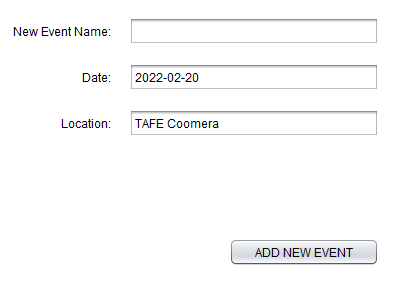 New Event Name:
Date: 2022-02-20
Location: TAFE Coomera
ADD NEW EVENT